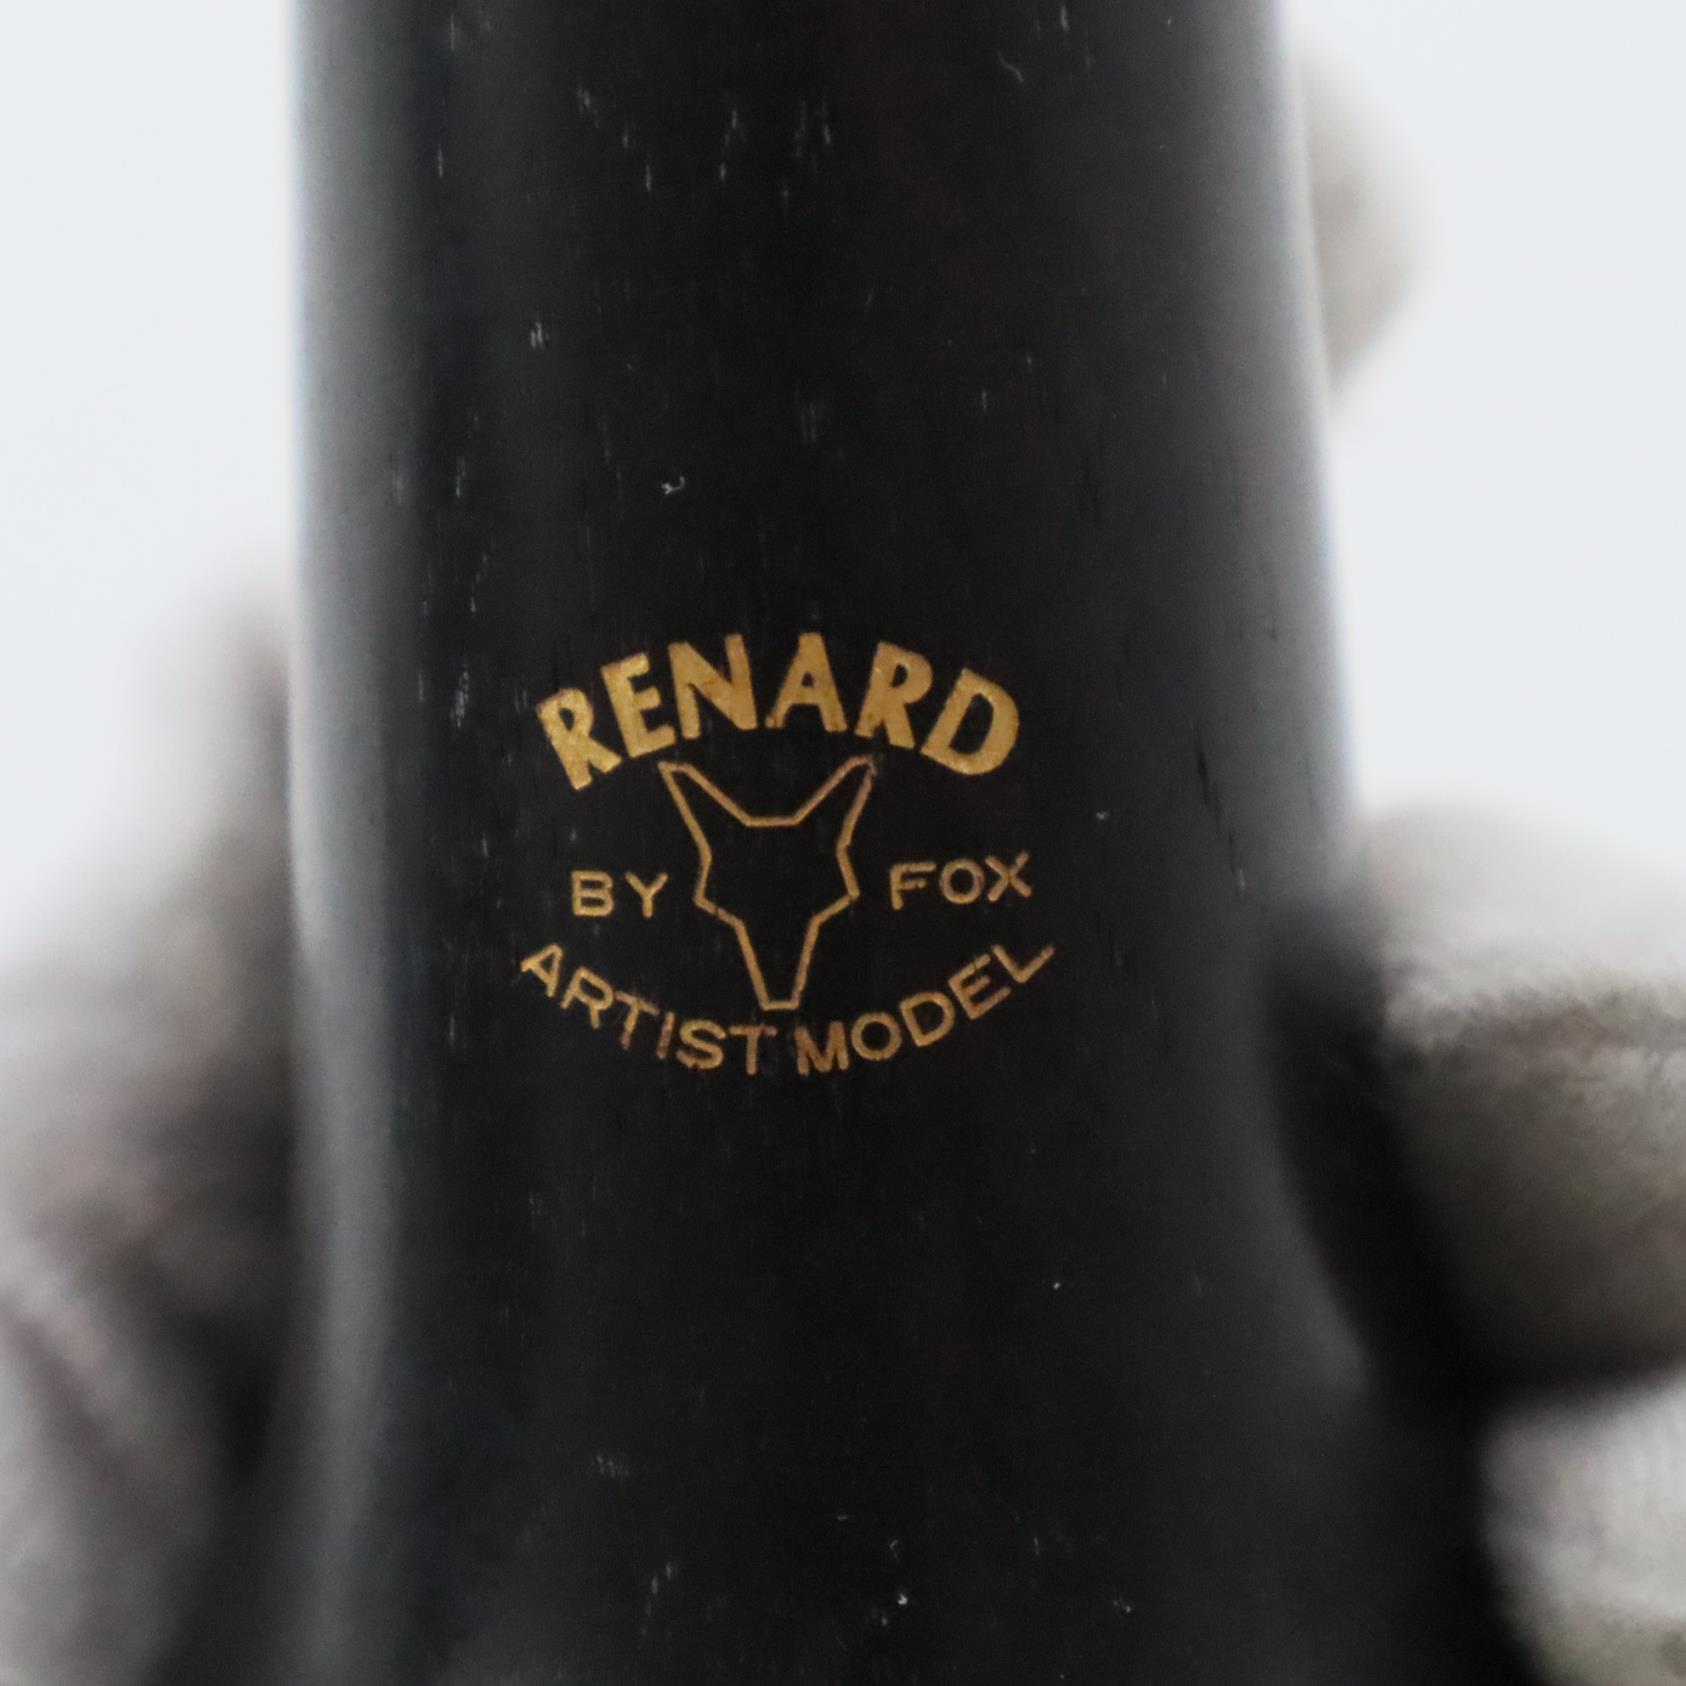 RENARD
BY FOX
ARTIST MODEL